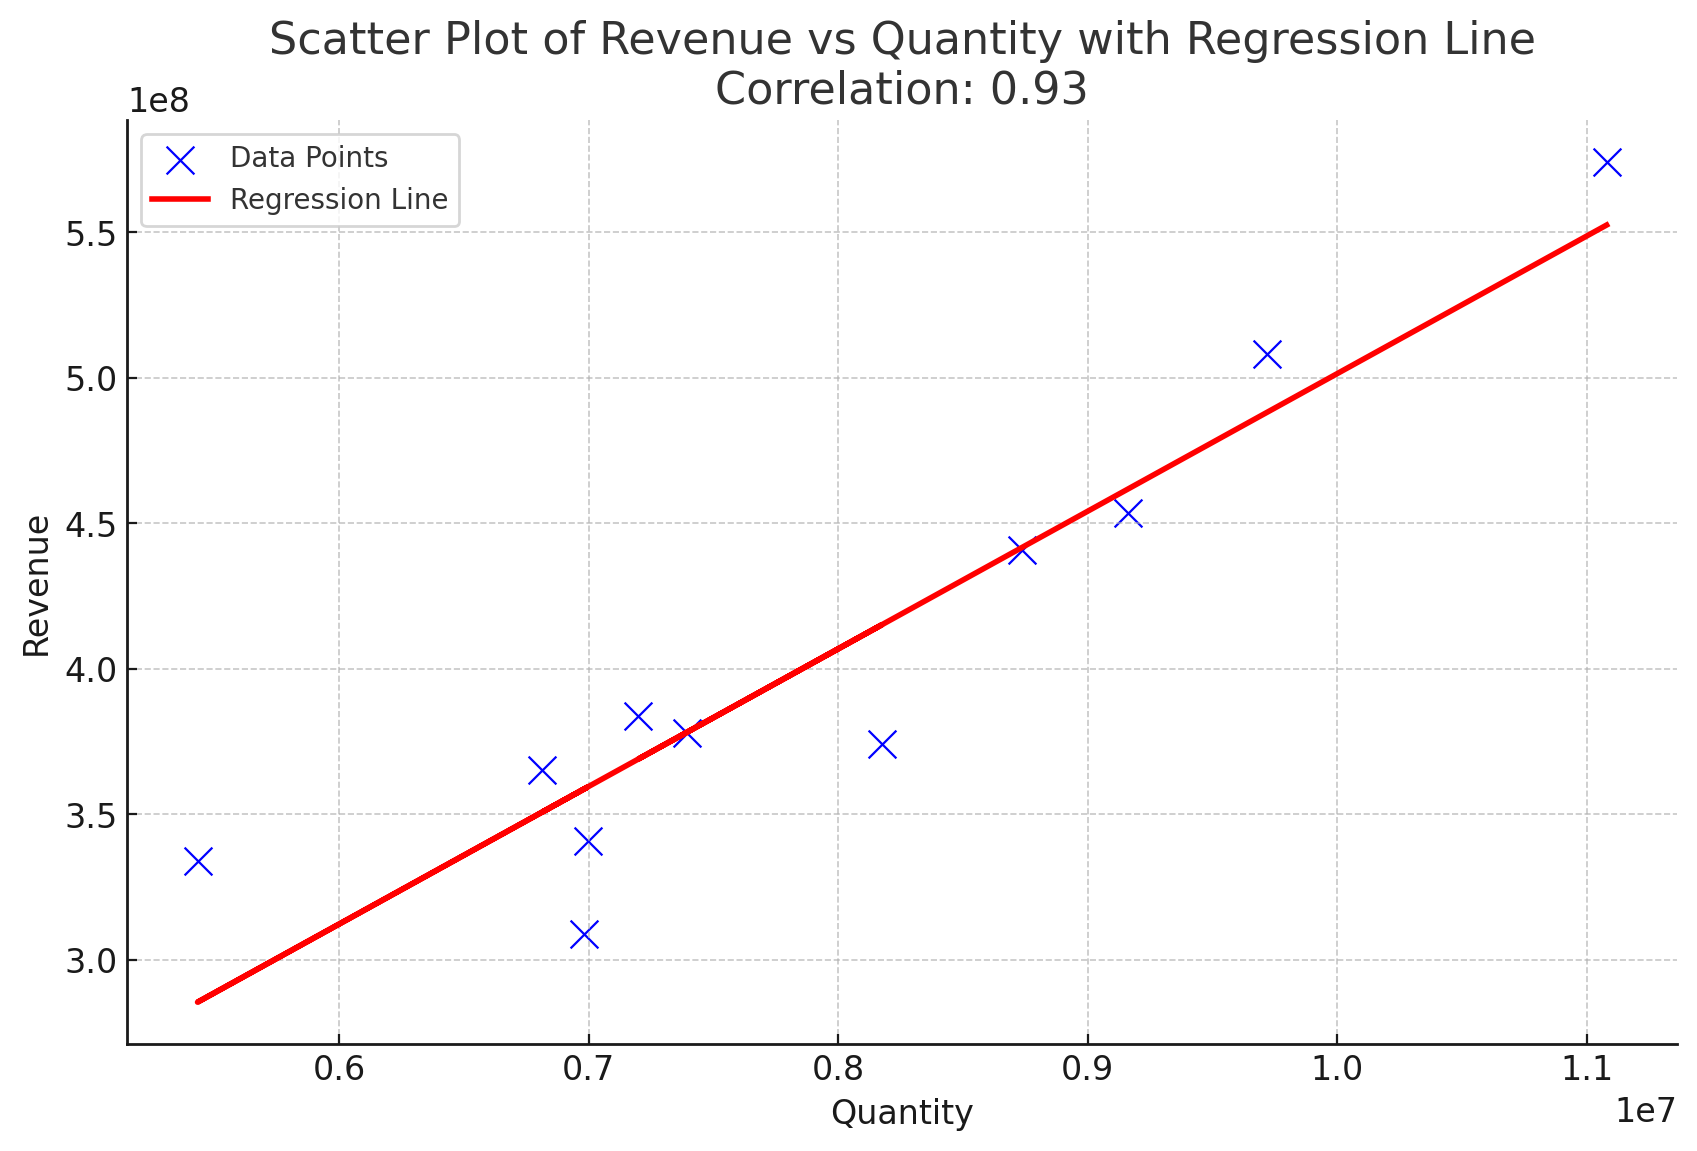 Scatter Plot of Revenue vs Quantity with Regression Line
Correlation: 0.93
1e8
Data Points
Regression Line
5.5
5.0
4.5
4.0
3.5
3.0
Revenue
0.6 0.7 0.8 0.9 1.0 1.1
Quantity
1e7